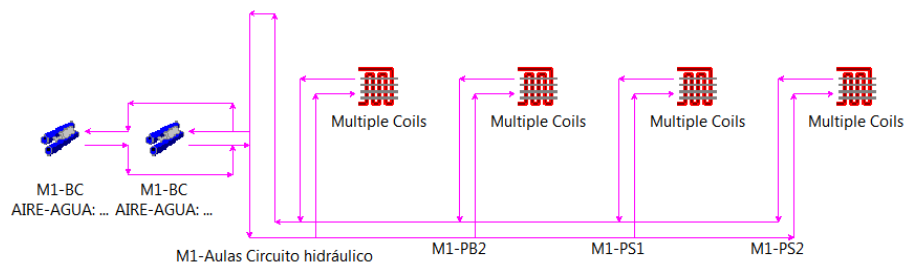 Multiple Coils
Multiple Coils
Multiple Coils
Multiple Coils
M1-BC
AIRE-AGUA: ...
M1-BC
AIRE-AGUA: ...
M1-Aulas Circuito hidráulico
M1-PB2
M1-PS1
M1-PS2